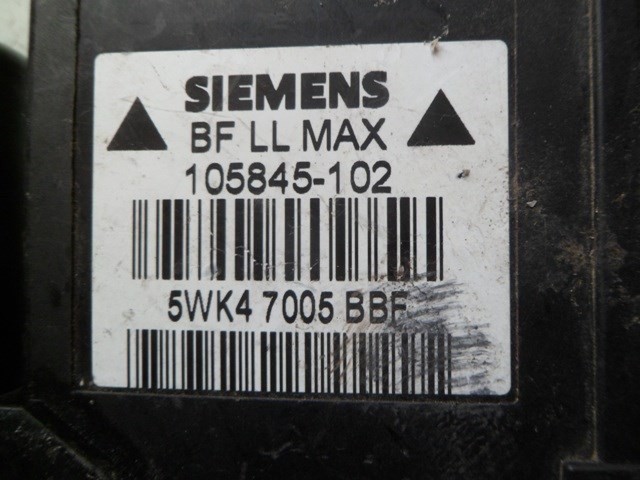 SIEMENS
BF LL MAX
105845-102
5WK4 7005 BBF